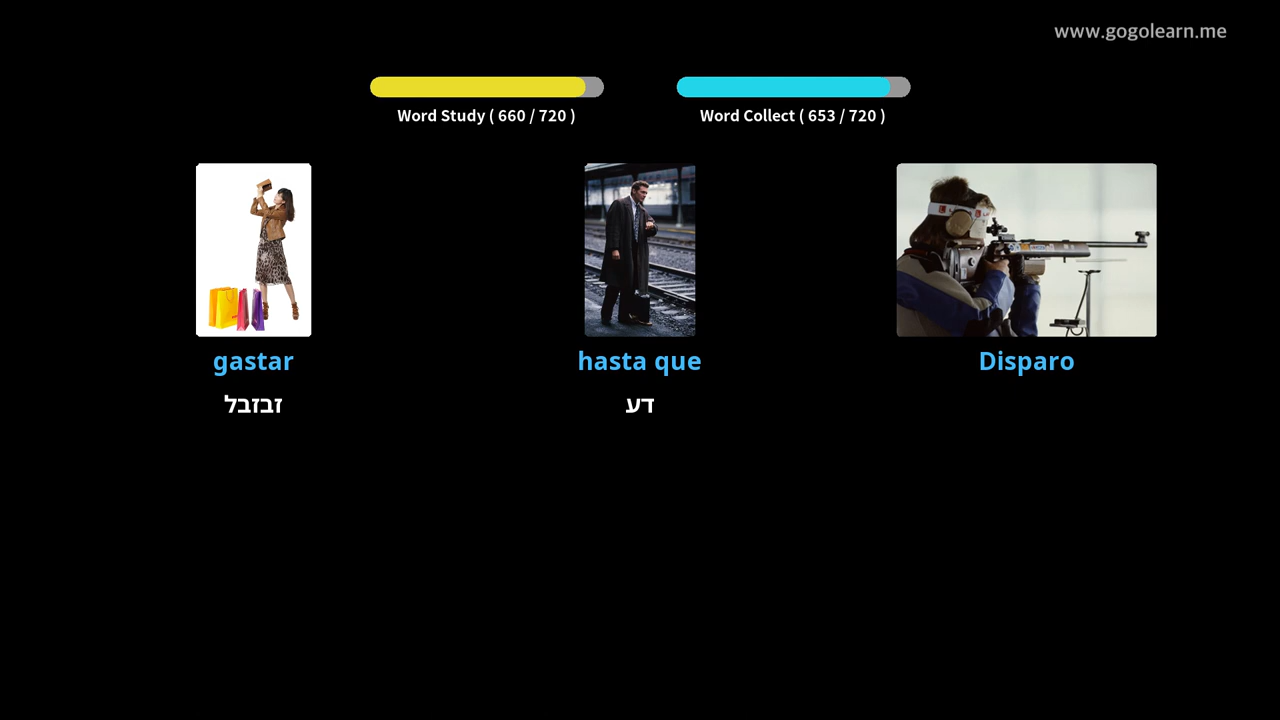 www.gogolearn.me
Word Study ( 660 / 720 )
Word Collect ( 653 / 720 )
gastar
hasta que
Disparo
זבזבל
דע